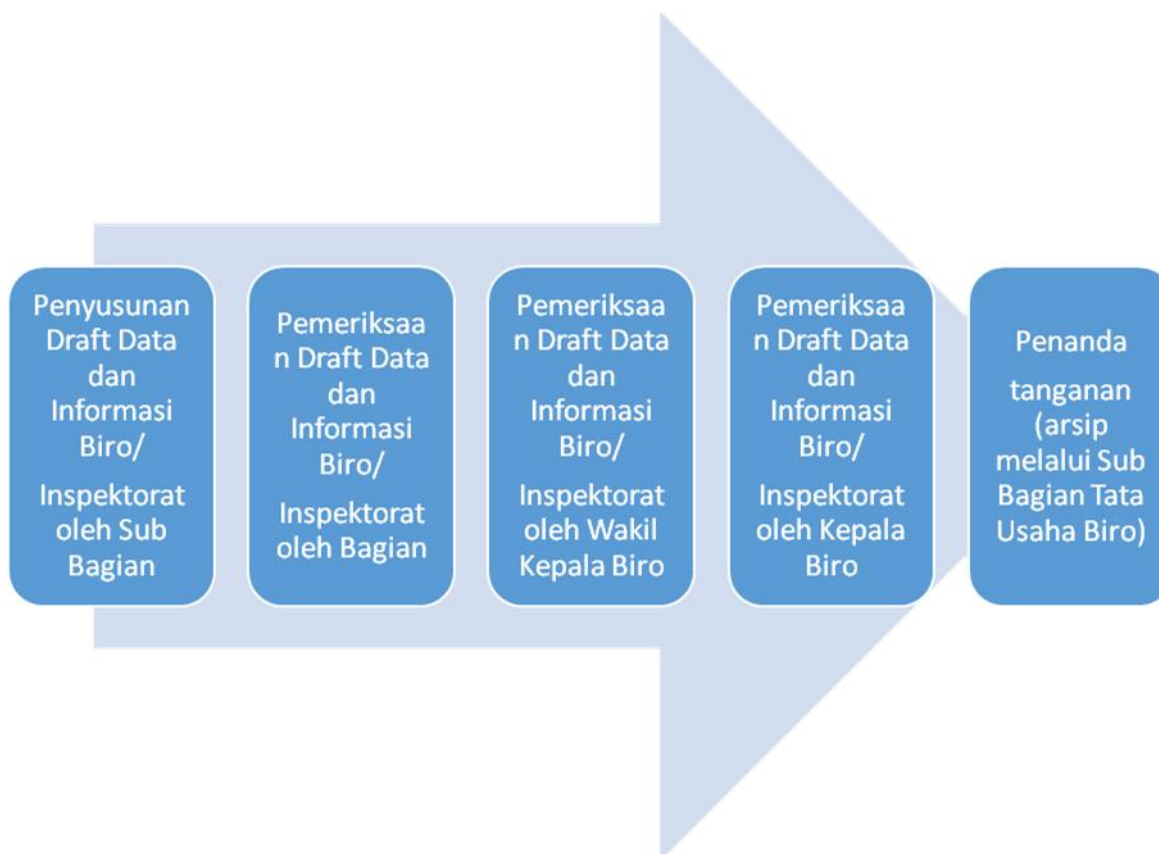 Penyusunan
Draft Data
dan
Informasi
Biro/
Inspektorat
oleh Sub
Bagian
Pemeriksaa
n Draft Data
dan
Informasi
Biro/
Inspektorat
oleh Bagian
Pemeriksaa
n Draft Data
dan
Informasi
Biro/
Inspektorat
oleh Wakil
Kepala Biro
Pemeriksaa
n Draft Data
dan
Informasi
Biro/
Inspektorat
oleh Kepala
Biro
Penanda
tanganan
(arsip
melalui Sub
Bagian Tata
Usaha Biro)